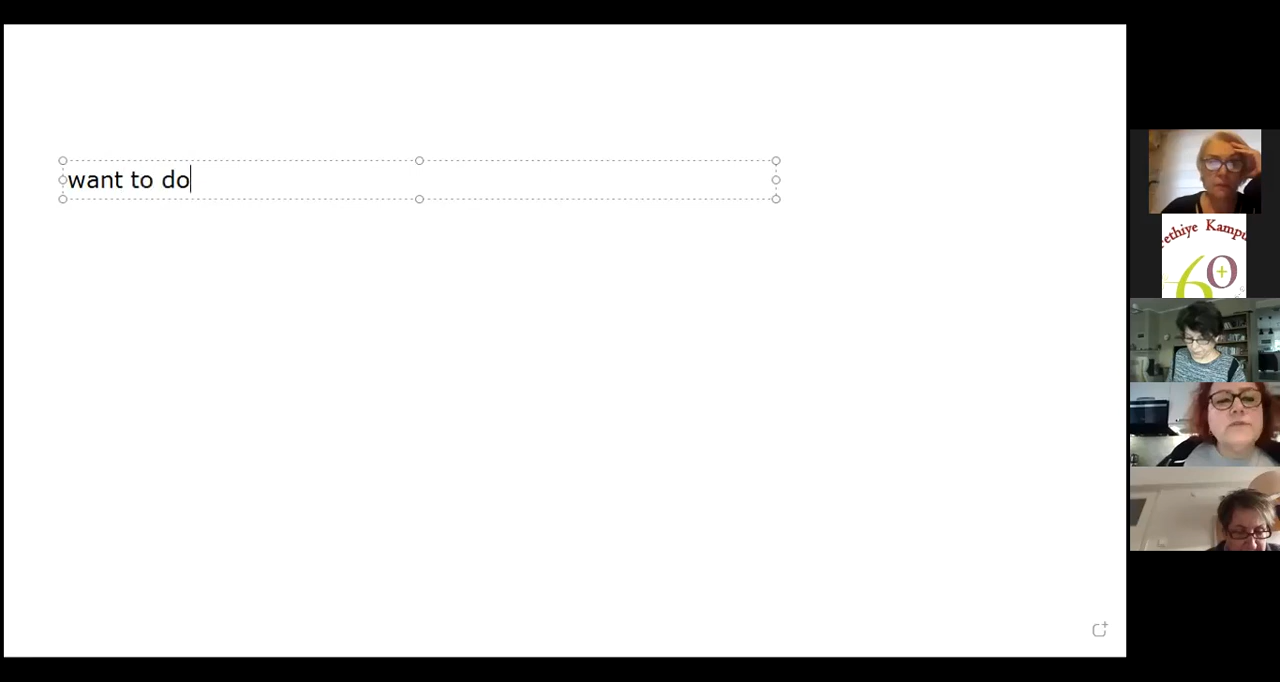 want to do
ethiye Kampu
60
+